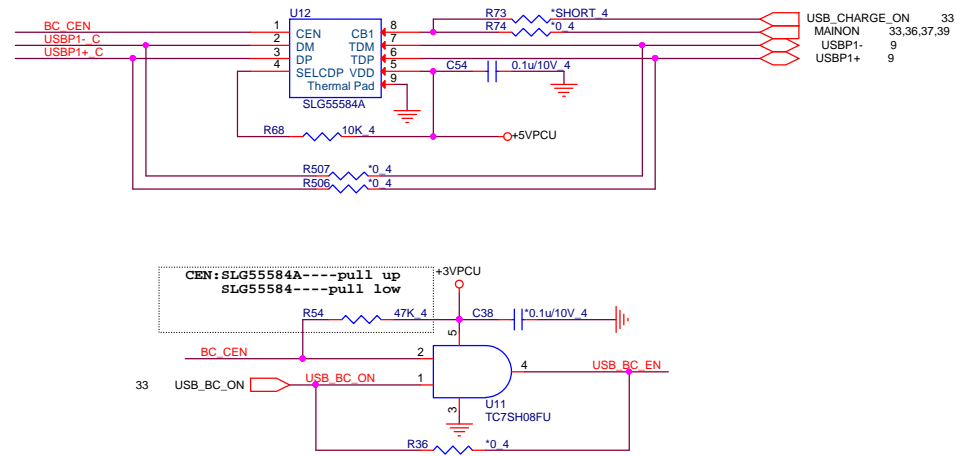 U12
R73 *SHORT_4
USB_CHARGE_ON 33
BC_CEN 1 CEN CB1 8 R74 *0_4 MAINON 33,36,37,39
USBP1-_C 2 DM TDM 7 USBP1- 9
USBP1+_C 3 DP TDP 6 USBP1+ 9
4 SELCDP VDD 5 C54 0.1u/10V_4
Thermal Pad 9
SLG55584A
R68 10K_4 +5VPCU
R507 *0_4
R506 *0_4
CEN:SLG55584A----pull up +3VPCU
SLG55584----pull low
R54 47K_4 C38 *0.1u/10V_4
5
BC_CEN 2
4 USB_BC_EN
33 USB_BC_ON USB_BC_ON 1
3 U11
TC7SH08FU
R36 *0_4